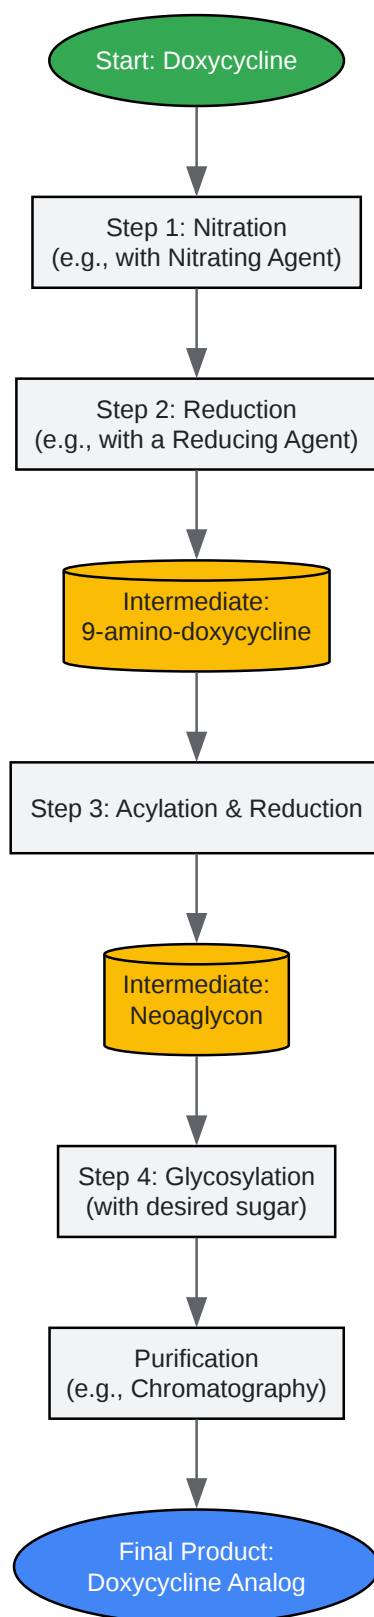 Start: Doxycycline
Step 1: Nitration
(e.g., with Nitrating Agent)
Step 2: Reduction
(e.g., with a Reducing Agent)
Intermediate:
9-amino-doxycycline
Step 3: Acylation & Reduction
Intermediate:
Neoaglycon
Step 4: Glycosylation
(with desired sugar)
Purification
(e.g., Chromatography)
Final Product:
Doxycycline Analog